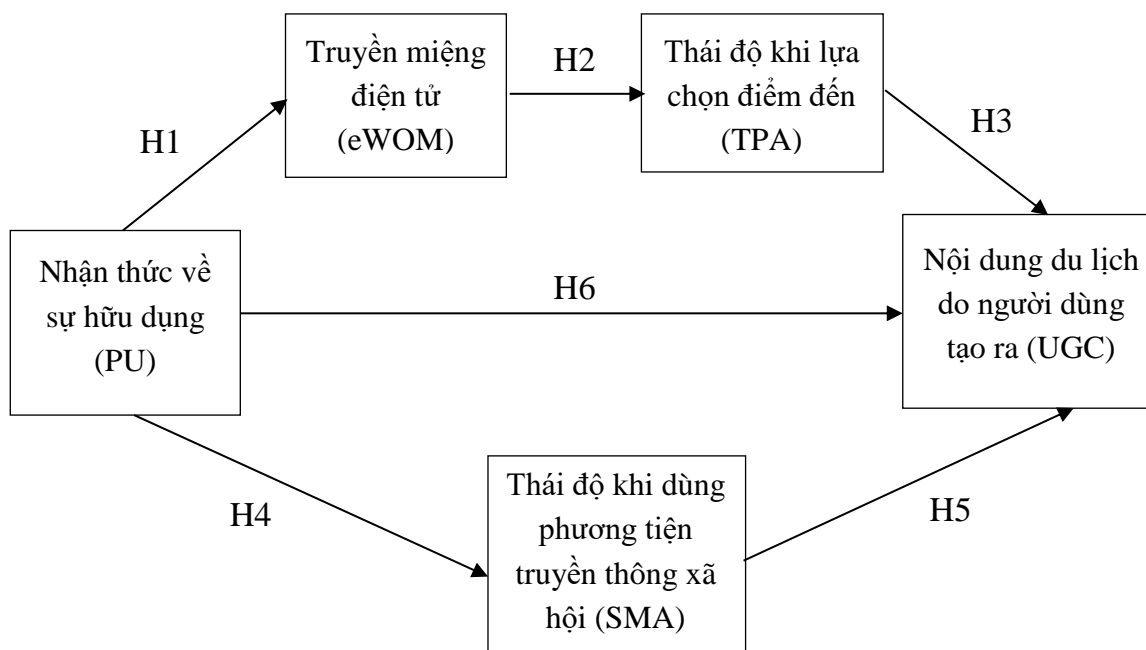 Truyền miệng
điện tử
(eWOM)
H2
Thái độ khi lựa
chọn điểm đến
(TPA)
H1
H3
Nhận thức về
sự hữu dụng
(PU)
H6
Nội dung du lịch
do người dùng
tạo ra (UGC)
H4
Thái độ khi dùng
phương tiện
truyền thông xã
hội (SMA)
H5